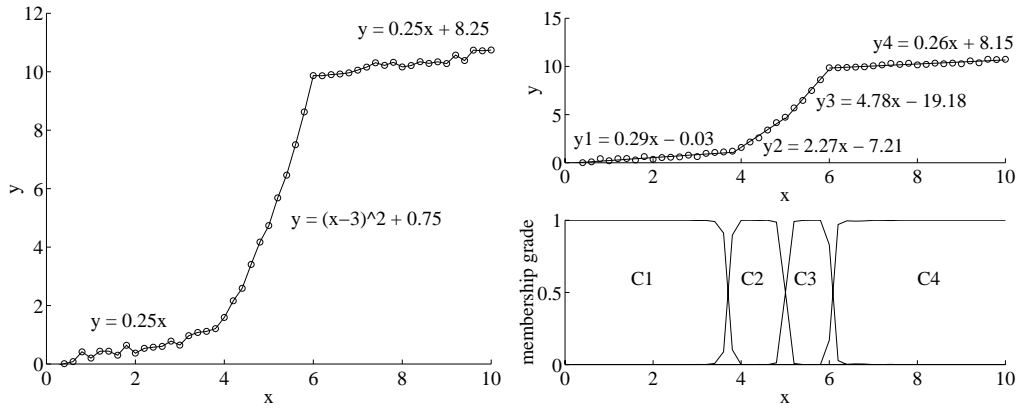 12
10
8
6
4
2
0
y
y = 0.25x + 8.25
y = (x−3)^2 + 0.75
y = 0.25x
0
2
4
6
8
10
x
15
10
5
0
y
y4 = 0.26x + 8.15
y3 = 4.78x − 19.18
y1 = 0.29x − 0.03
y2 = 2.27x − 7.21
0
2
4
6
8
10
x
1
0.5
0
membership grade
C1
C2
C3
C4
0
2
4
6
8
10
x